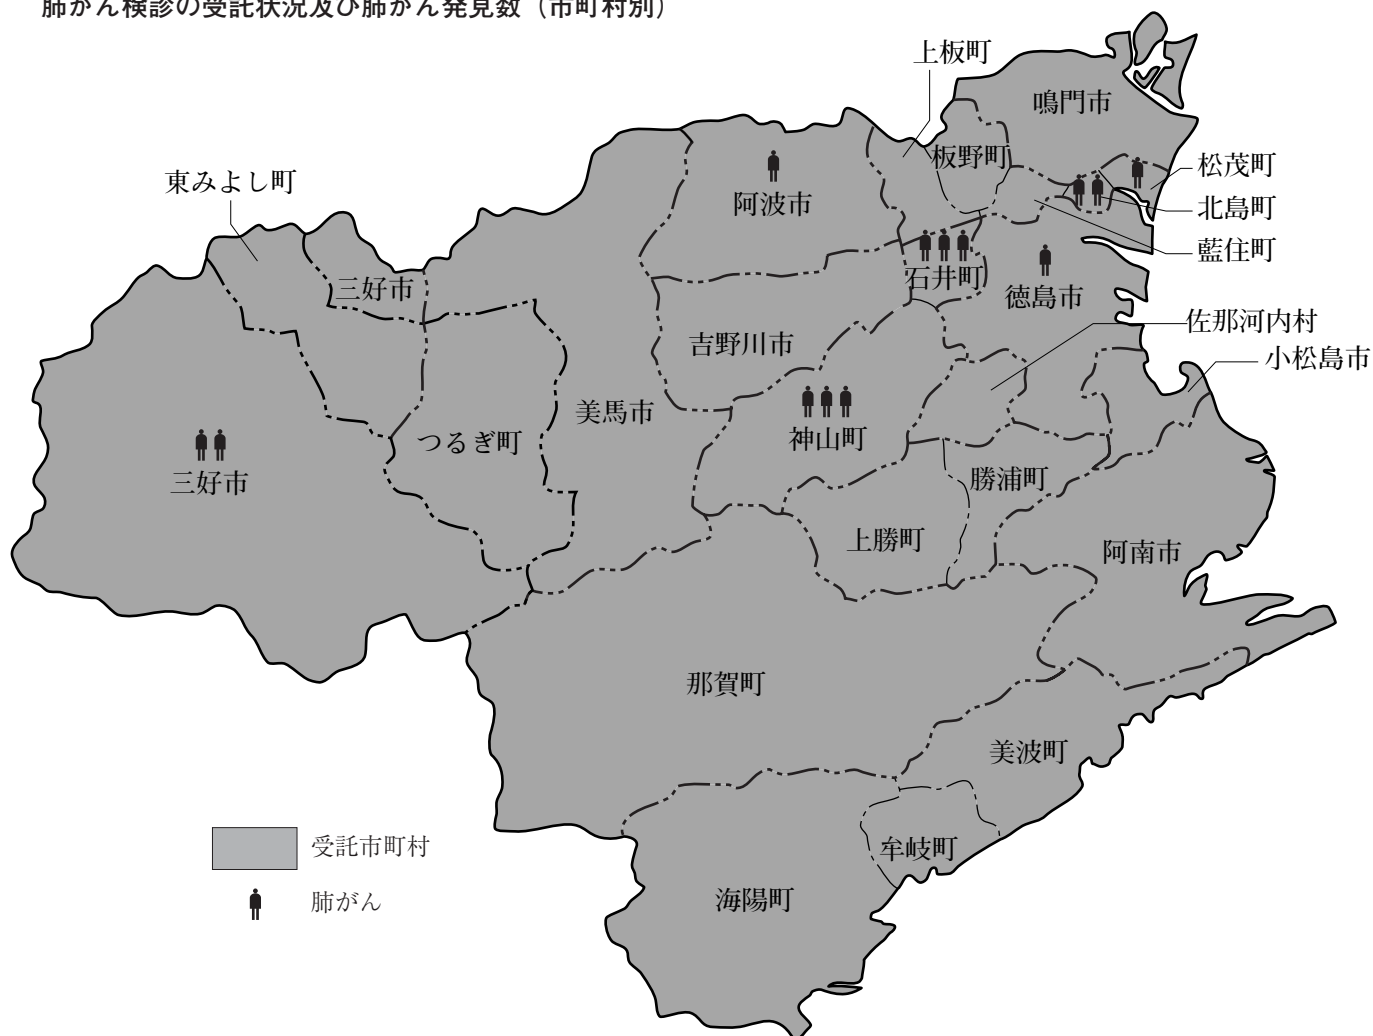 肺がん検診の受託状況及び肺がん発見数（市町村別）
上板町
鳴門市
板野町
松茂町
東みよし町
阿波市
北島町
藍住町
石井町
三好市
徳島市
佐那河内村
吉野川市
小松島市
美馬市
つるぎ町
神山町
三好市
勝浦町
上勝町
阿南市
那賀町
美波町
受託市町村
牟岐町
肺がん
海陽町